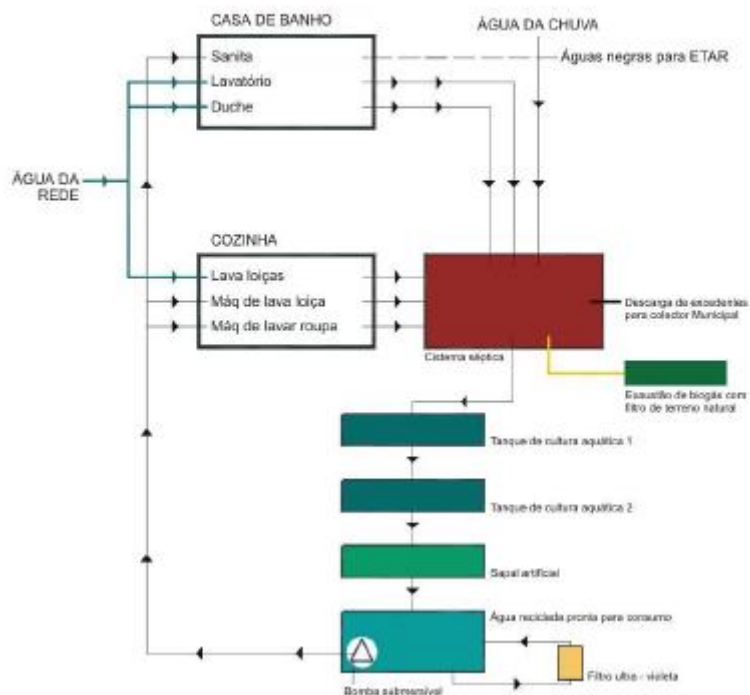 CASA DE BANHO
ÁGUA DA CHUVA
Sanita
Águas negras para ETAR
Lavatório
Duche
ÁGUA DA
REDE
COZINHA
Lava loiças
Máq de lava loiça
Máq de lavar roupa
Descarga de excedentes
para colector Municipal
Cisterna séptica
Exaustão de biogás com
filtro de terreno natural
Tanque de cultura aquática 1
Tanque de cultura aquática 2
Sapal artificial
Água reciclada pronta para consumo
Filtro ultra - violeta
Bomba submersível